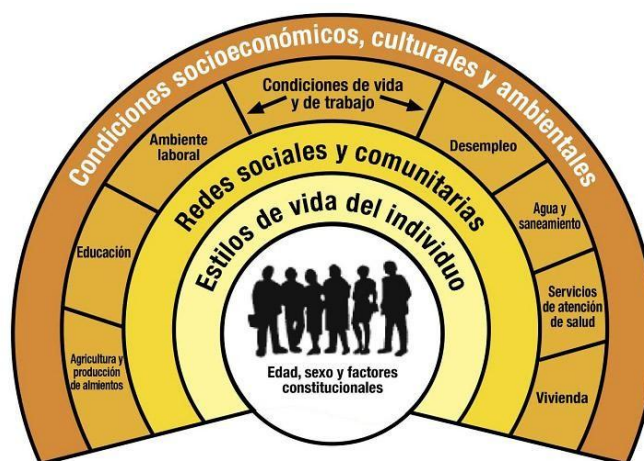 Condiciones socioeconómicos, culturales y ambientales
Condiciones de vida
y de trabajo
Ambiente
laboral
Desempleo
Redes sociales y comunitarias
Educación
Agua y
saneamiento
Estilos de vida del individuo
Servicios
de atención
de salud
Agricultura y
producción
de almientos
Edad, sexo y factores
constitucionales
Vivienda